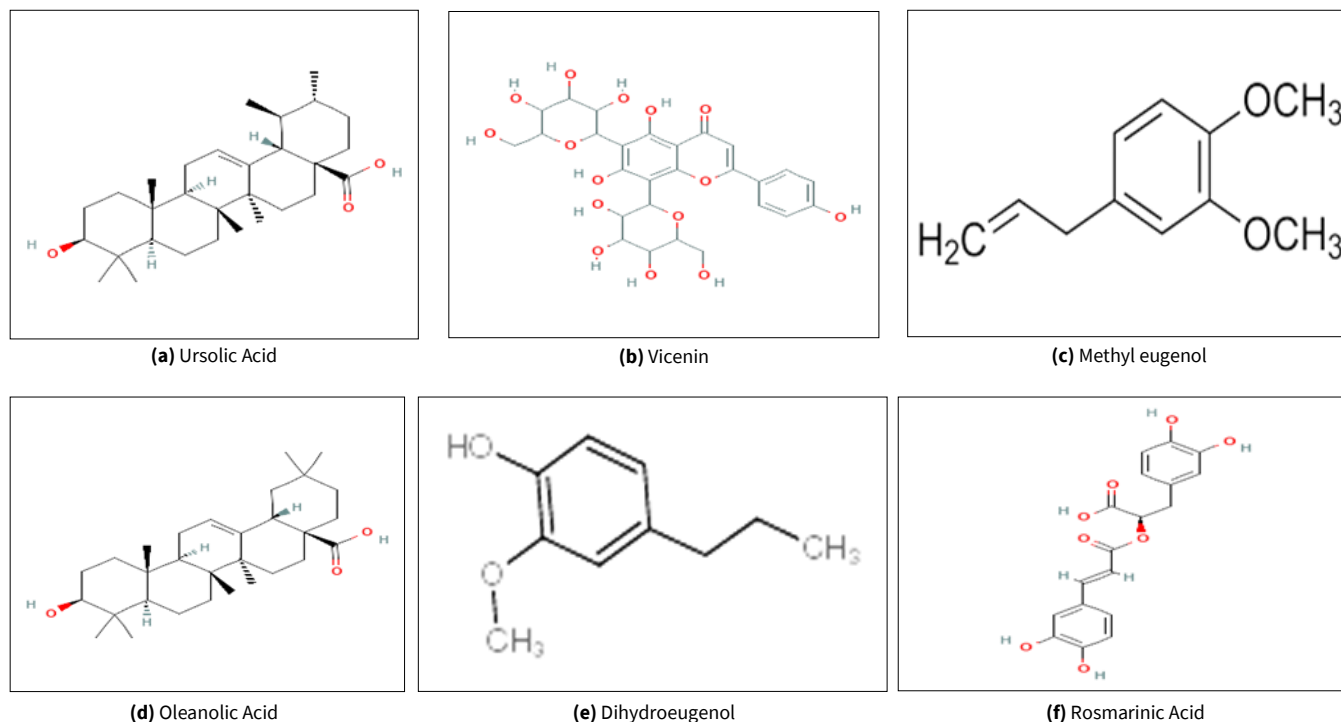 H
H O
O H
H
O
(a) Ursolic Acid
H
H O
H O O H
H O
H O O
O
H O O
O H
H O O
O H
O O
H H
(b) Vicenin
OCH3
OCH3
H2C
(c) Methyl eugenol
H
H O
O H
H
O
(d) Oleanolic Acid
HO
O
CH3
CH3
(e) Dihydroeugenol
H O
O H
O
H O
O O
H H
H O
O H
(f) Rosmarinic Acid